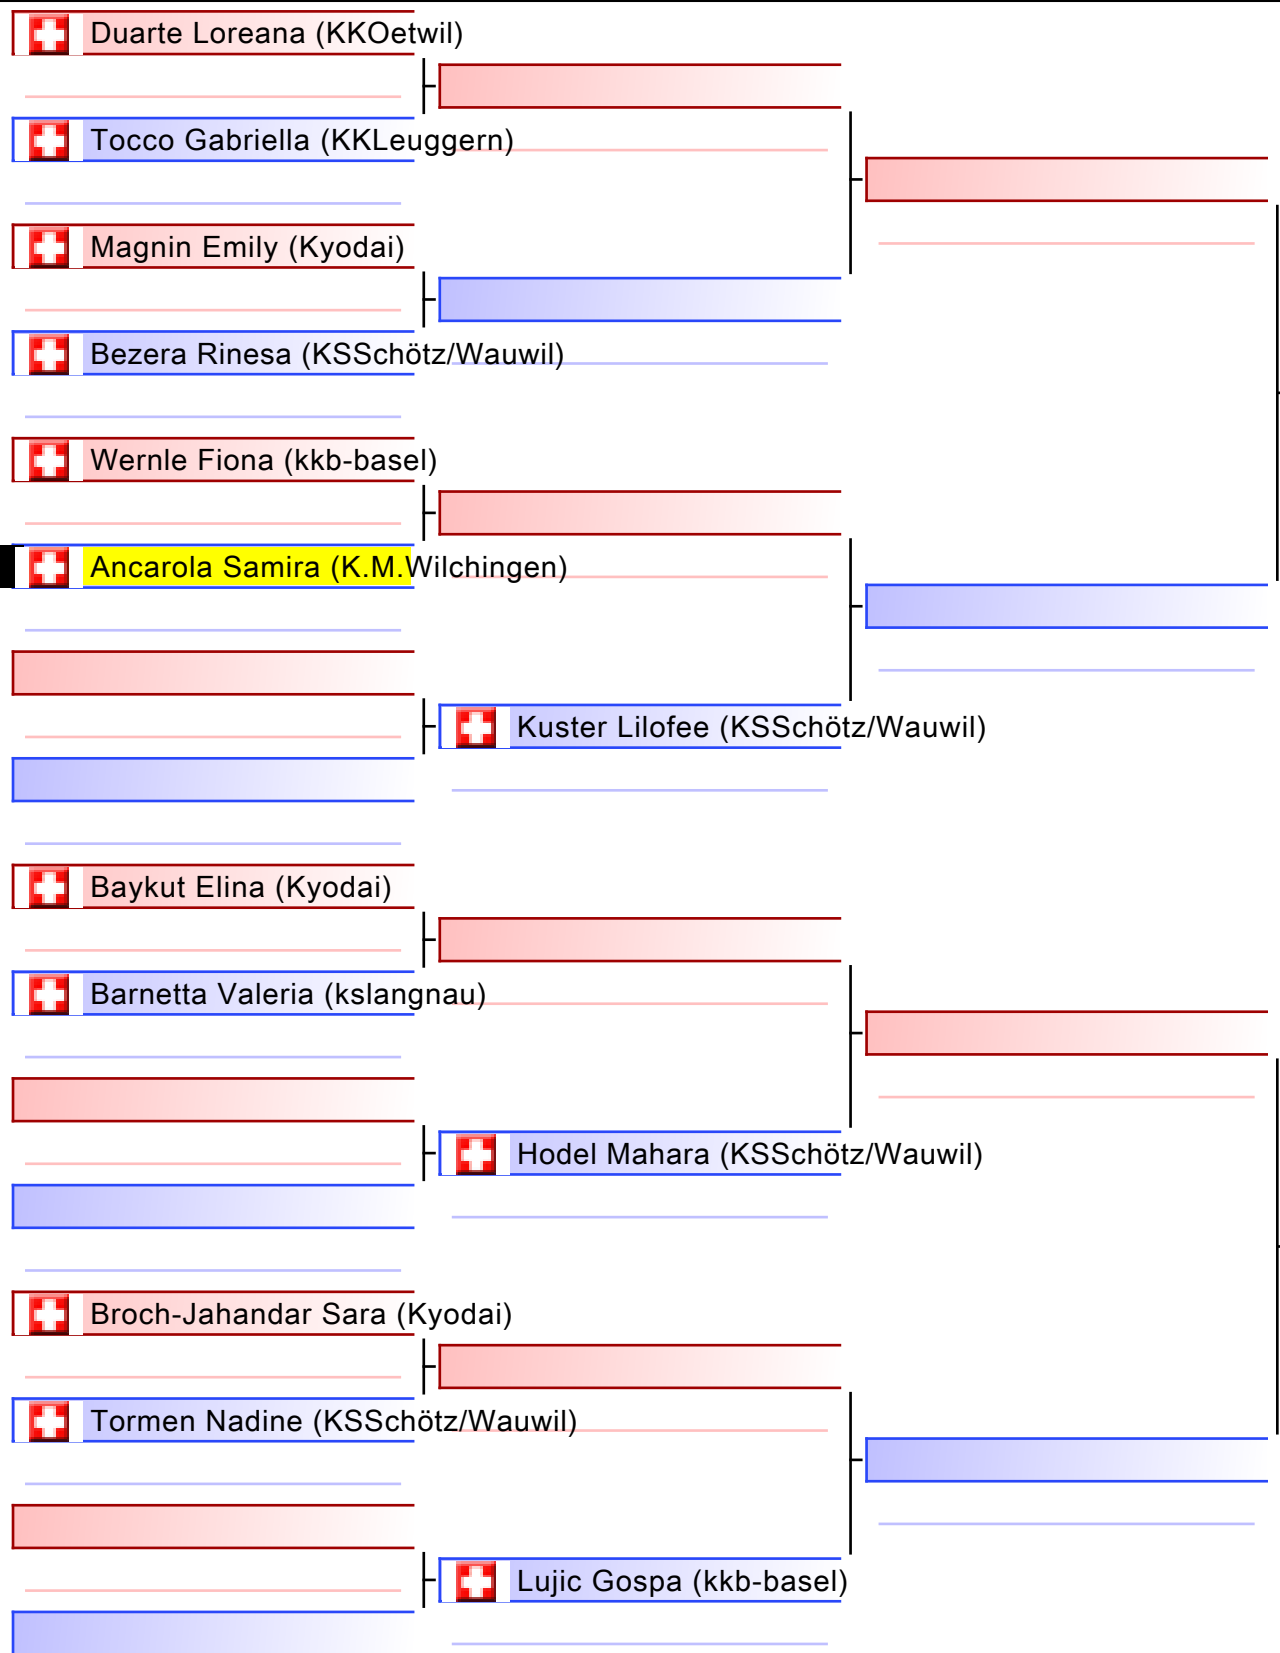 Duarte Loreana (KKOetwil)
Tocco Gabriella (KKLeuggern)
Magnin Emily (Kyodai)
Bezera Rinesa (KSSchötz/Wauwil)
Wernle Fiona (kkb-basel)
Ancarola Samira (K.M.Wilchingen)
Kuster Lilofee (KSSchötz/Wauwil)
Baykut Elina (Kyodai)
Barnetta Valeria (kslangnau)
Hodel Mahara (KSSchötz/Wauwil)
Broch-Jahandar Sara (Kyodai)
Tormen Nadine (KSSchötz/Wauwil)
Lujic Gospa (kkb-basel)